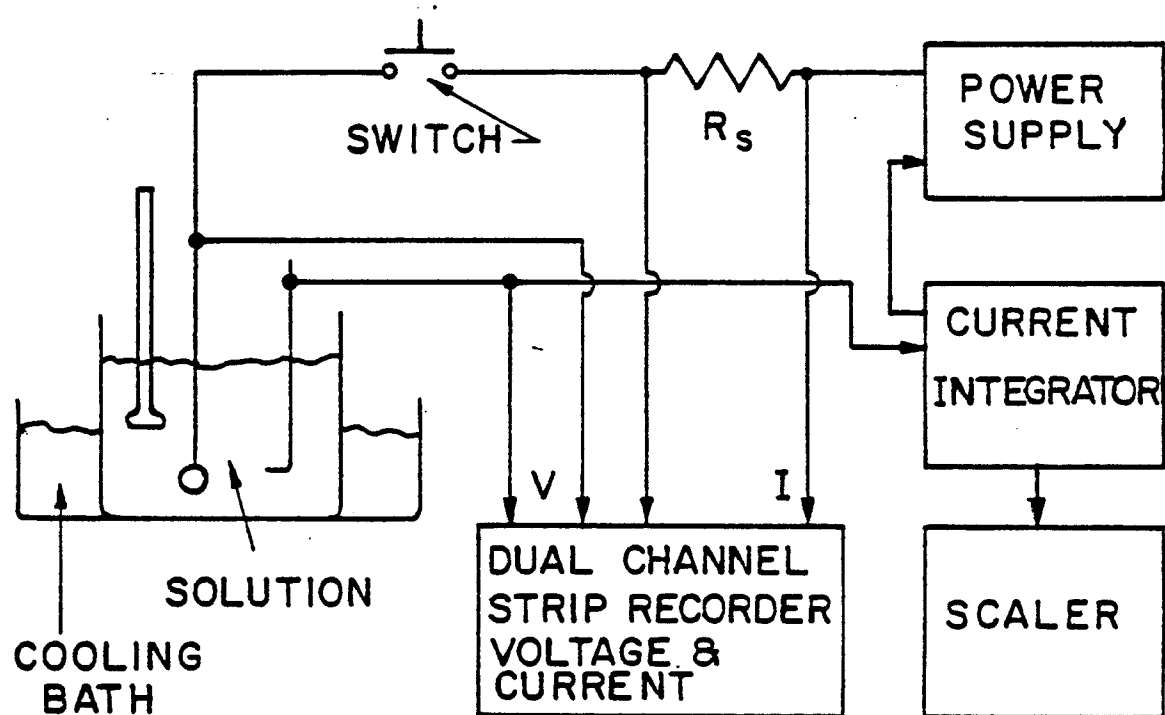 SWITCH
Rs
POWER
SUPPLY
CURRENT
INTEGRATOR
V
I
DUAL CHANNEL
STRIP RECORDER
VOLTAGE &
CURRENT
SCALER
SOLUTION
COOLING
BATH